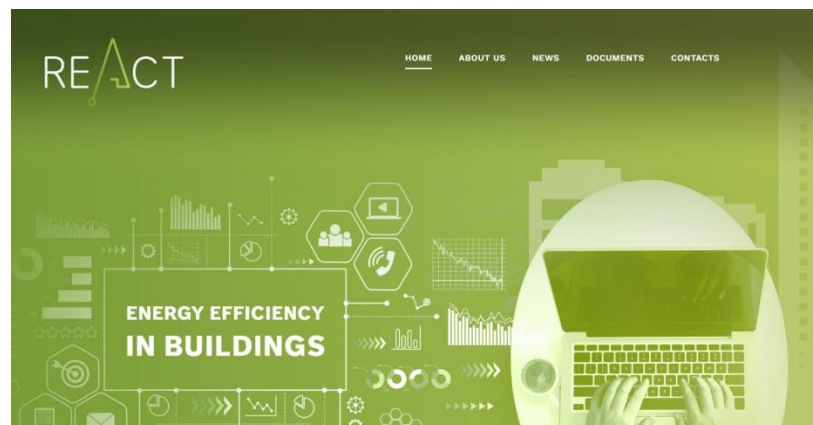 REACT
HOME ABOUT US NEWS DOCUMENTS CONTACTS
ENERGY EFFICIENCY
IN BUILDINGS